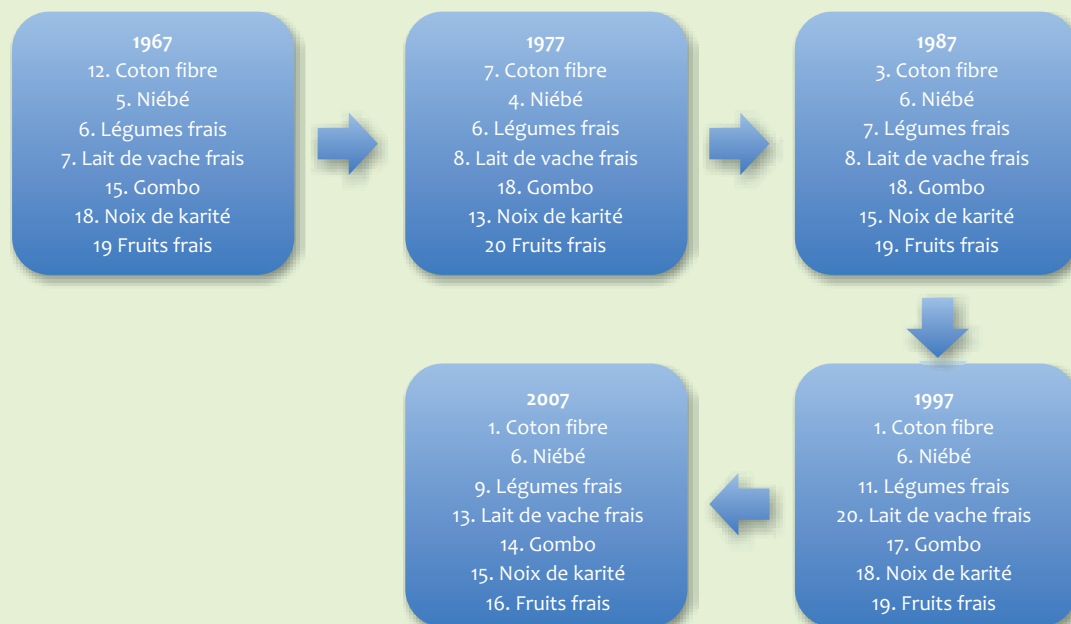 1967
12. Coton fibre
5. Niébé
6. Légumes frais
7. Lait de vache frais
15. Gombo
18. Noix de karité
19 Fruits frais
1977
7. Coton fibre
4. Niébé
6. Légumes frais
8. Lait de vache frais
18. Gombo
13. Noix de karité
20 Fruits frais
1987
3. Coton fibre
6. Niébé
7. Légumes frais
8. Lait de vache frais
18. Gombo
15. Noix de karité
19. Fruits frais
1997
1. Coton fibre
6. Niébé
11. Légumes frais
20. Lait de vache frais
17. Gombo
18. Noix de karité
19. Fruits frais
2007
1. Coton fibre
6. Niébé
9. Légumes frais
13. Lait de vache frais
14. Gombo
15. Noix de karité
16. Fruits frais